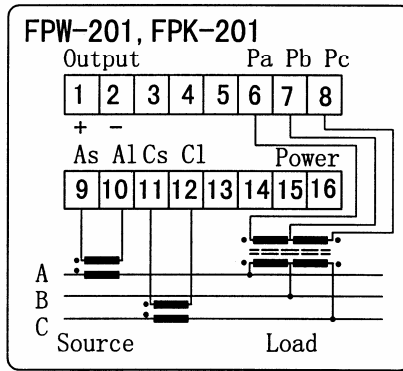 FPW-201, FPK-201
Output Pa Pb Pc
1 2 3 4 5 6 7 8
+ −
As Al Cs Cl Power
9 10 11 12 13 14 15 16
A
B
C
Source Load